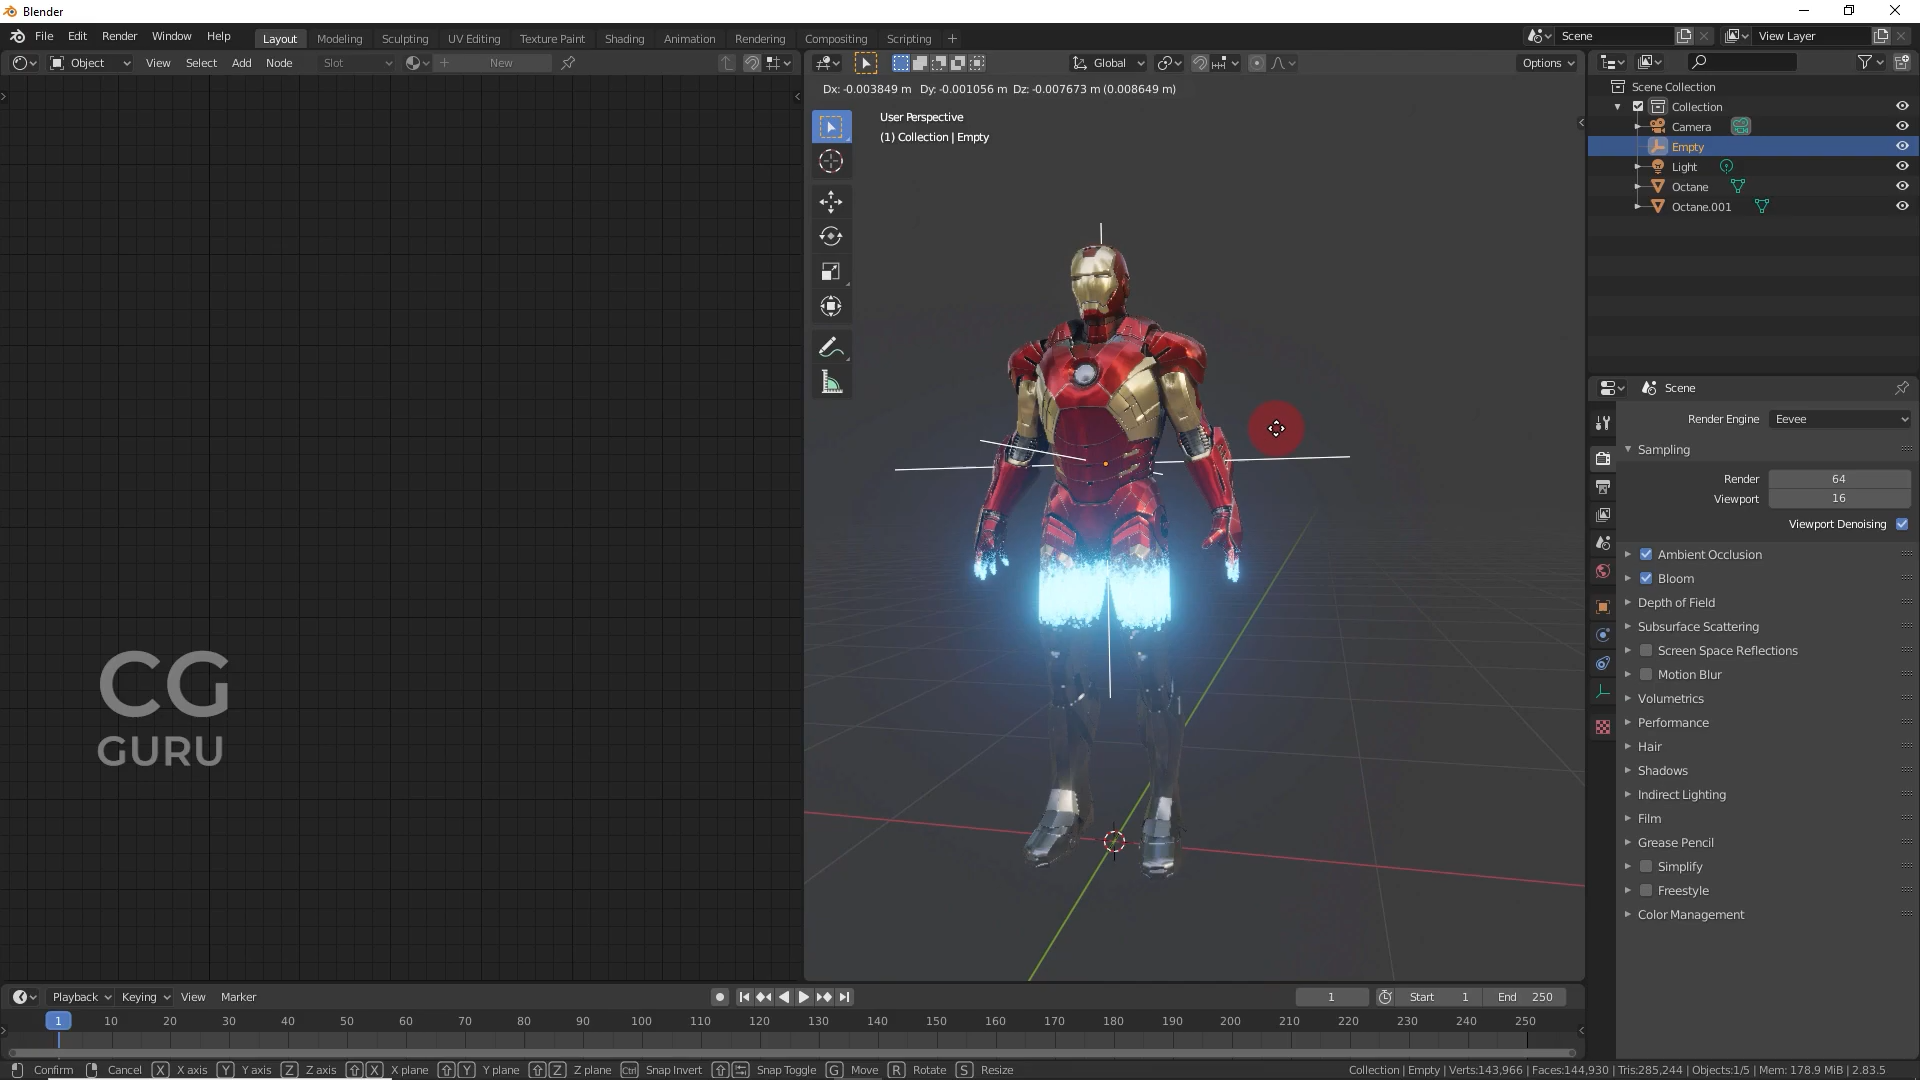 Blender
File Edit Render Window Help Layout Modeling Sculpting UV Editing Texture Paint Shading Animation Rendering Compositing Scripting + Scene View Layer
Object View Select Add Node Slot New Global Options
Dx: -0.003849 m Dy: -0.001056 m Dz: -0.007673 m (0.008649 m)
User Perspective
(1) Collection | Empty
Scene Collection
Collection
Camera
Empty
Light
Octane
Octane.001
Scene
Render Engine Eevee
Sampling
Render 64
Viewport 16
Viewport Denoising
Ambient Occlusion
Bloom
Depth of Field
Subsurface Scattering
Screen Space Reflections
Motion Blur
Volumetrics
Performance
Hair
Shadows
Indirect Lighting
Film
Grease Pencil
Simplify
Freestyle
Color Management
CG
GURU
Playback Keying View Marker 1 Start 1 End 250
1 10 20 30 40 50 60 70 80 90 100 110 120 130 140 150 160 170 180 190 200 210 220 230 240 250
Confirm Cancel X X axis Y Y axis Z Z axis X X plane Y Y plane Z Z plane Ctrl Snap Invert Snap Toggle G Move R Rotate S Resize Collection | Empty | Verts:143,966 | Faces:144,930 | Tris:285,244 | Objects:1/5 | Mem: 178.9 MiB | 2.83.5